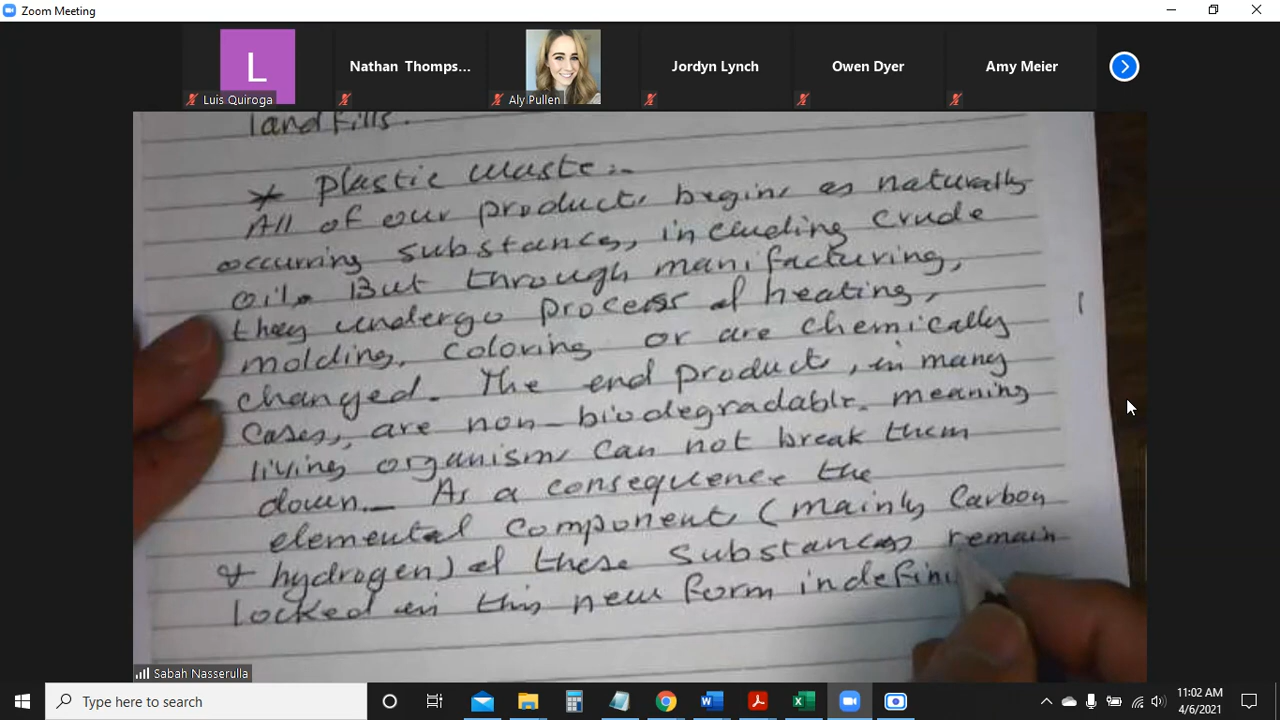 Zoom Meeting
L
Luis Quiroga
Nathan Thomps...
Aly Pullen
Jordyn Lynch
Owen Dyer
Amy Meier
landfills.
* Plastic waste:-
All of our products begins as naturally
occurring substances, including crude
oil. But through manifacturing,
they undergo process of heating,
molding, coloring or are chemically
changed. The end products, in many
cases, are non-biodegradable. meaning
living organisms can not break them
down. As a consequence the
elemental components (mainly Carbon
& hydrogen) of these substances remain
locked in this new form indefini
Sabah Nasserulla
Type here to search
11:02 AM
4/6/2021